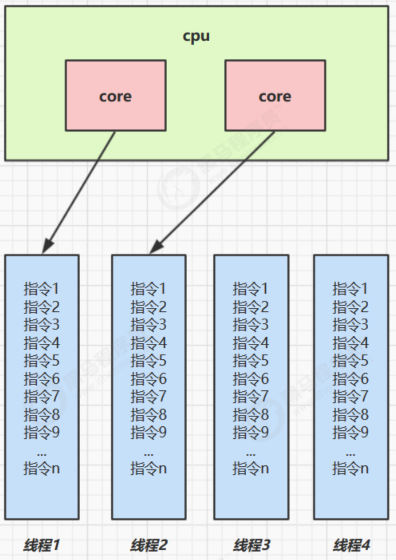 cpu
core core
指令1 指令1 指令1 指令1
指令2 指令2 指令2 指令2
指令3 指令3 指令3 指令3
指令4 指令4 指令4 指令4
指令5 指令5 指令5 指令5
指令6 指令6 指令6 指令6
指令7 指令7 指令7 指令7
指令8 指令8 指令8 指令8
指令9 指令9 指令9 指令9
... ... ... ...
指令n 指令n 指令n 指令n
线程1 线程2 线程3 线程4